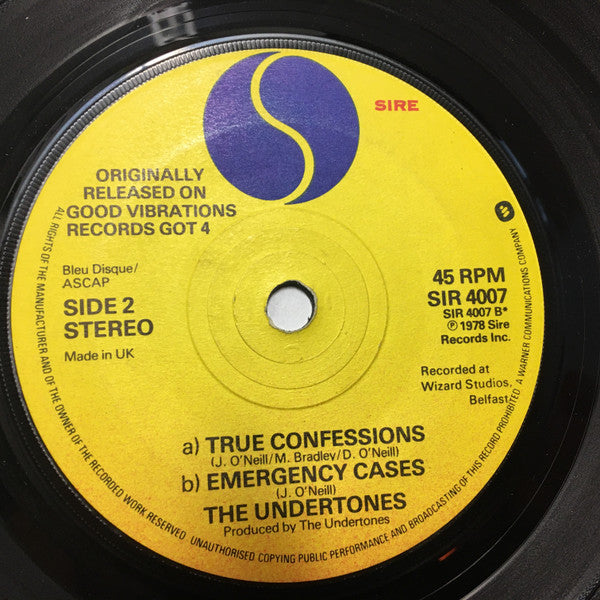 SIRE
ORIGINALLY
RELEASED ON
GOOD VIBRATIONS
RECORDS GOT 4
Bleu Disque/
ASCAP
SIDE 2
STEREO
Made in UK
45 RPM
SIR 4007
SIR 4007 B*
℗ 1978 Sire
Records Inc.
Recorded at
Wizard Studios,
Belfast.
a) TRUE CONFESSIONS
(J. O'Neill/M. Bradley/D. O'Neill)
b) EMERGENCY CASES
(J. O'Neill)
THE UNDERTONES
Produced by The Undertones
ALL RIGHTS OF THE MANUFACTURER AND OF THE OWNER OF THE RECORDED WORK RESERVED UNAUTHORISED COPYING PUBLIC PERFORMANCE AND BROADCASTING OF THIS RECORD PROHIBITED A WARNER COMMUNICATIONS COMPANY